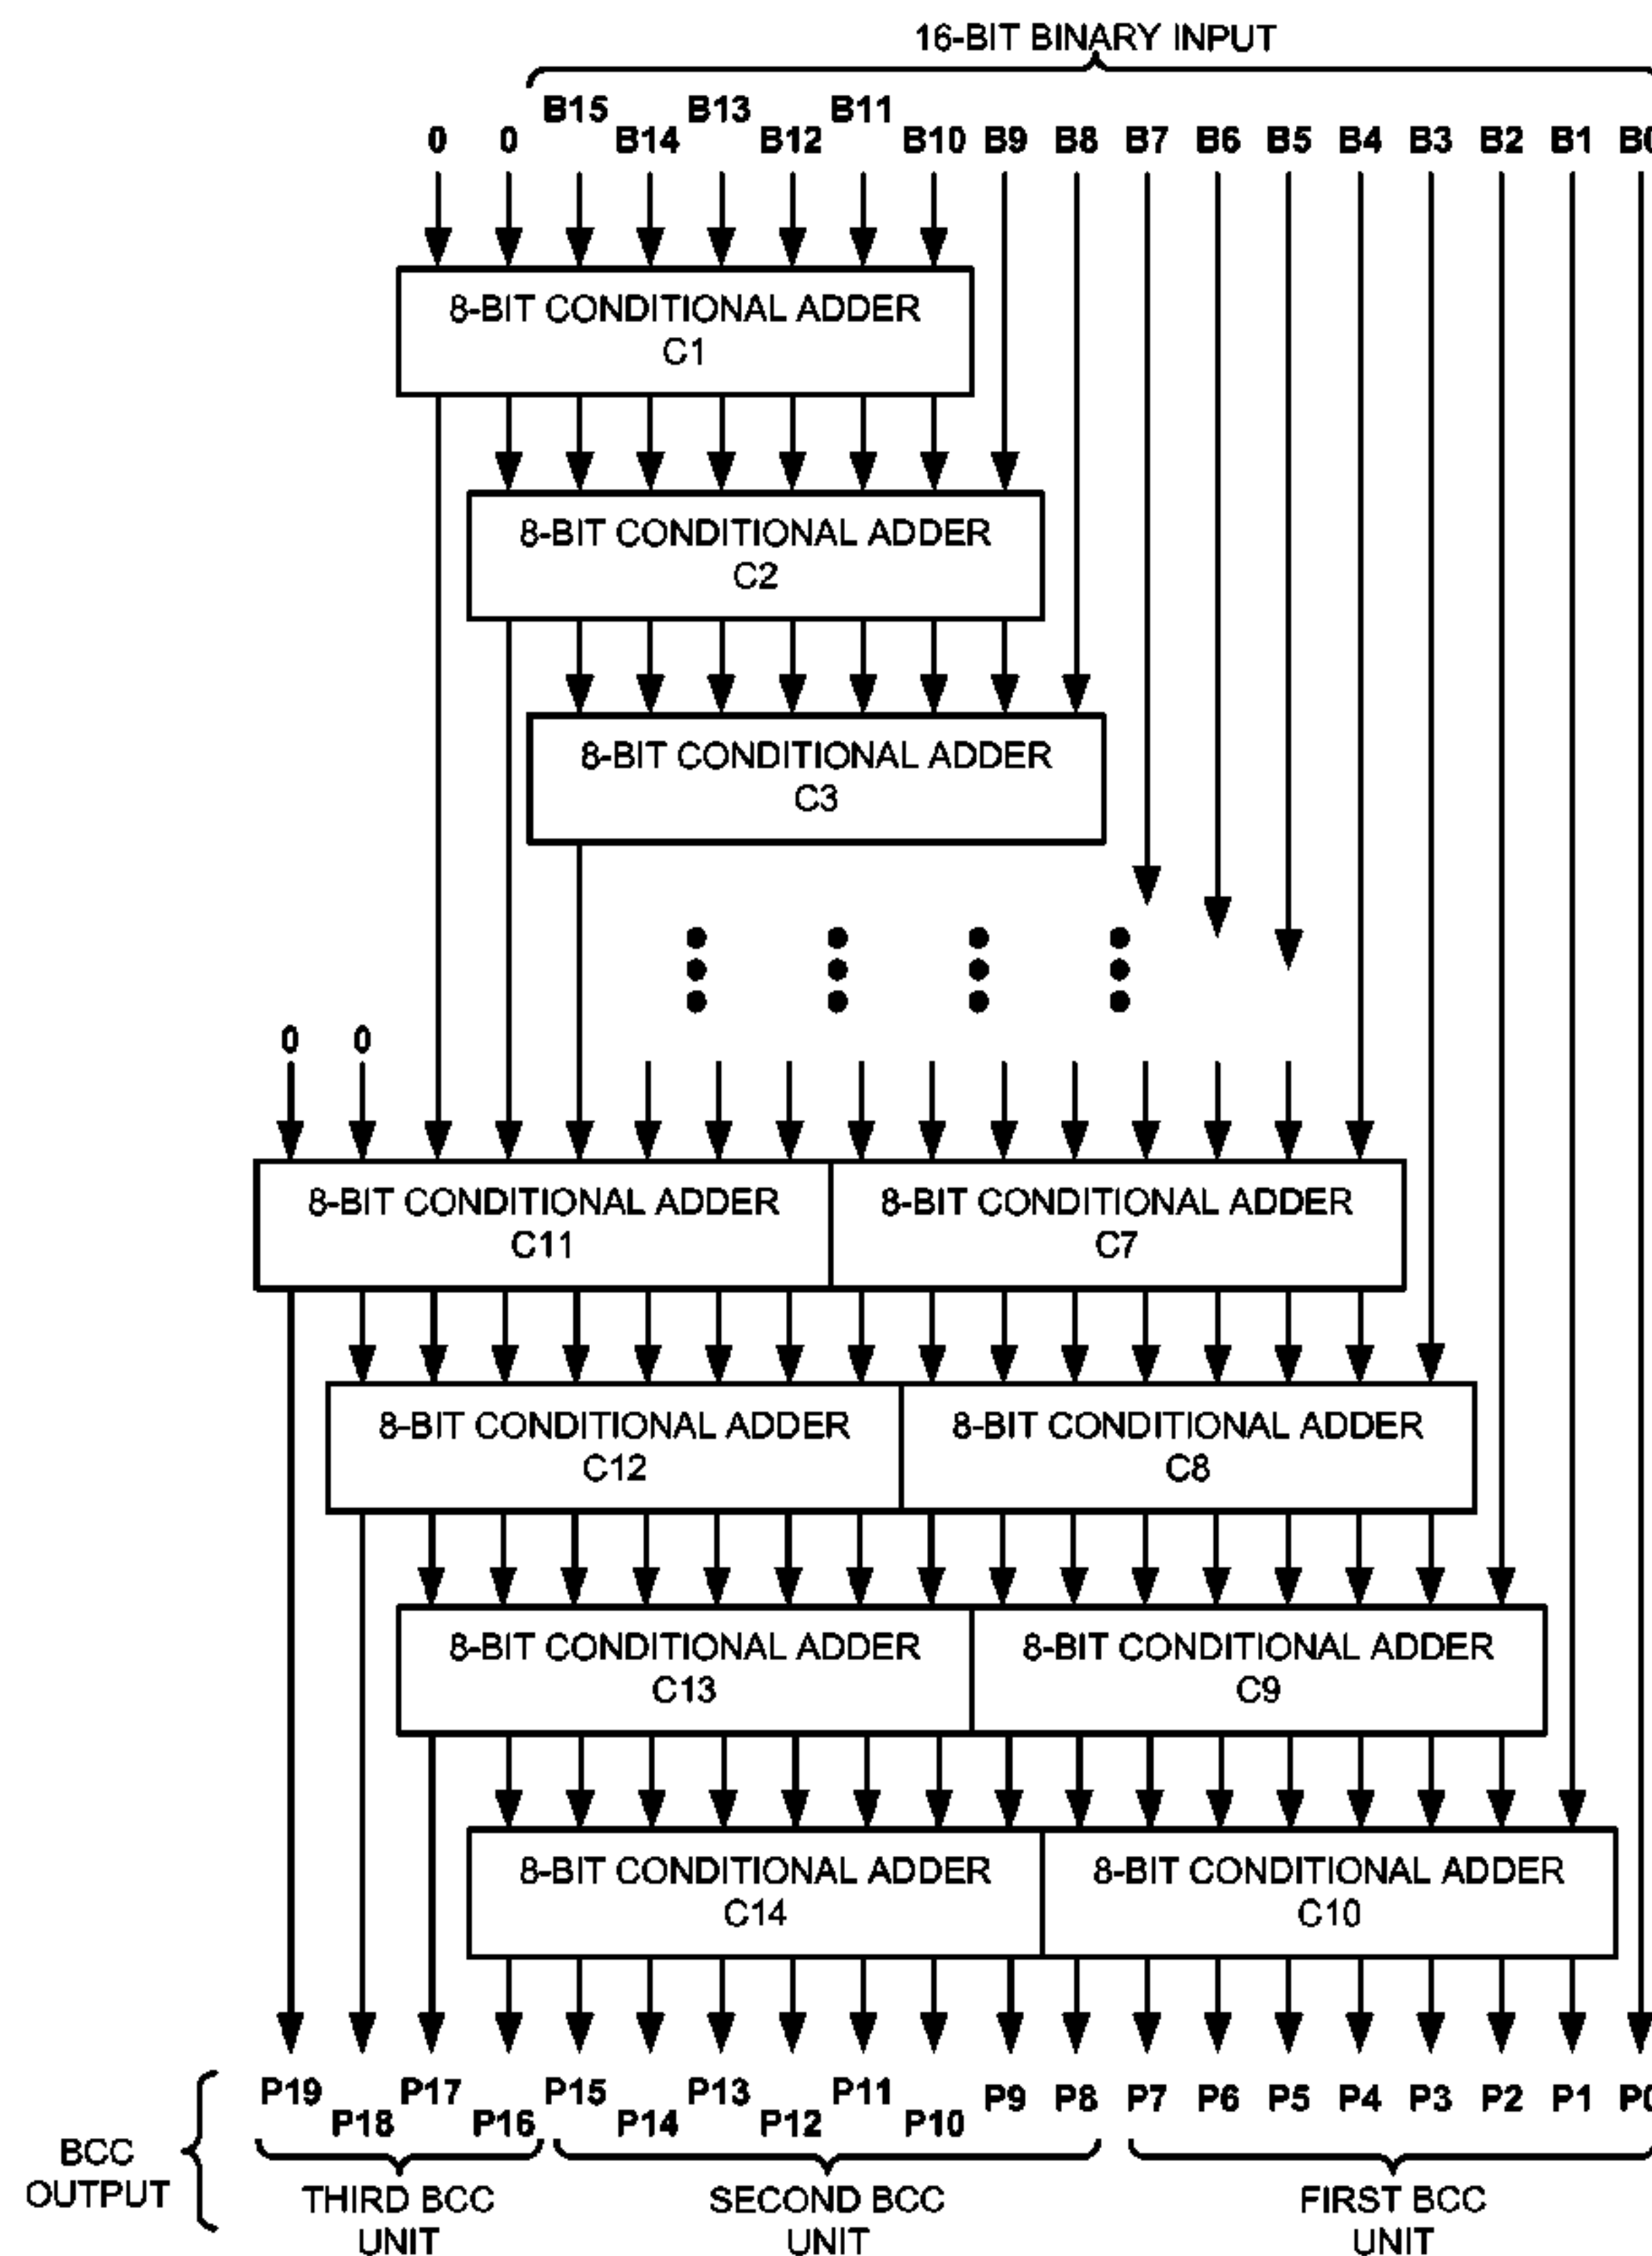 16-BIT BINARY INPUT
B15 B13 B11
0 0 B14 B12 B10 B9 B8 B7 B6 B5 B4 B3 B2 B1 B0
8-BIT CONDITIONAL ADDER
C1
8-BIT CONDITIONAL ADDER
C2
8-BIT CONDITIONAL ADDER
C3
0 0
8-BIT CONDITIONAL ADDER 8-BIT CONDITIONAL ADDER
C11 C7
8-BIT CONDITIONAL ADDER 8-BIT CONDITIONAL ADDER
C12 C8
8-BIT CONDITIONAL ADDER 8-BIT CONDITIONAL ADDER
C13 C9
8-BIT CONDITIONAL ADDER 8-BIT CONDITIONAL ADDER
C14 C10
P19 P17 P15 P13 P11 P9 P8 P7 P6 P5 P4 P3 P2 P1 P0
P18 P16 P14 P12 P10
BCC
OUTPUT
THIRD BCC
UNIT
SECOND BCC
UNIT
FIRST BCC
UNIT